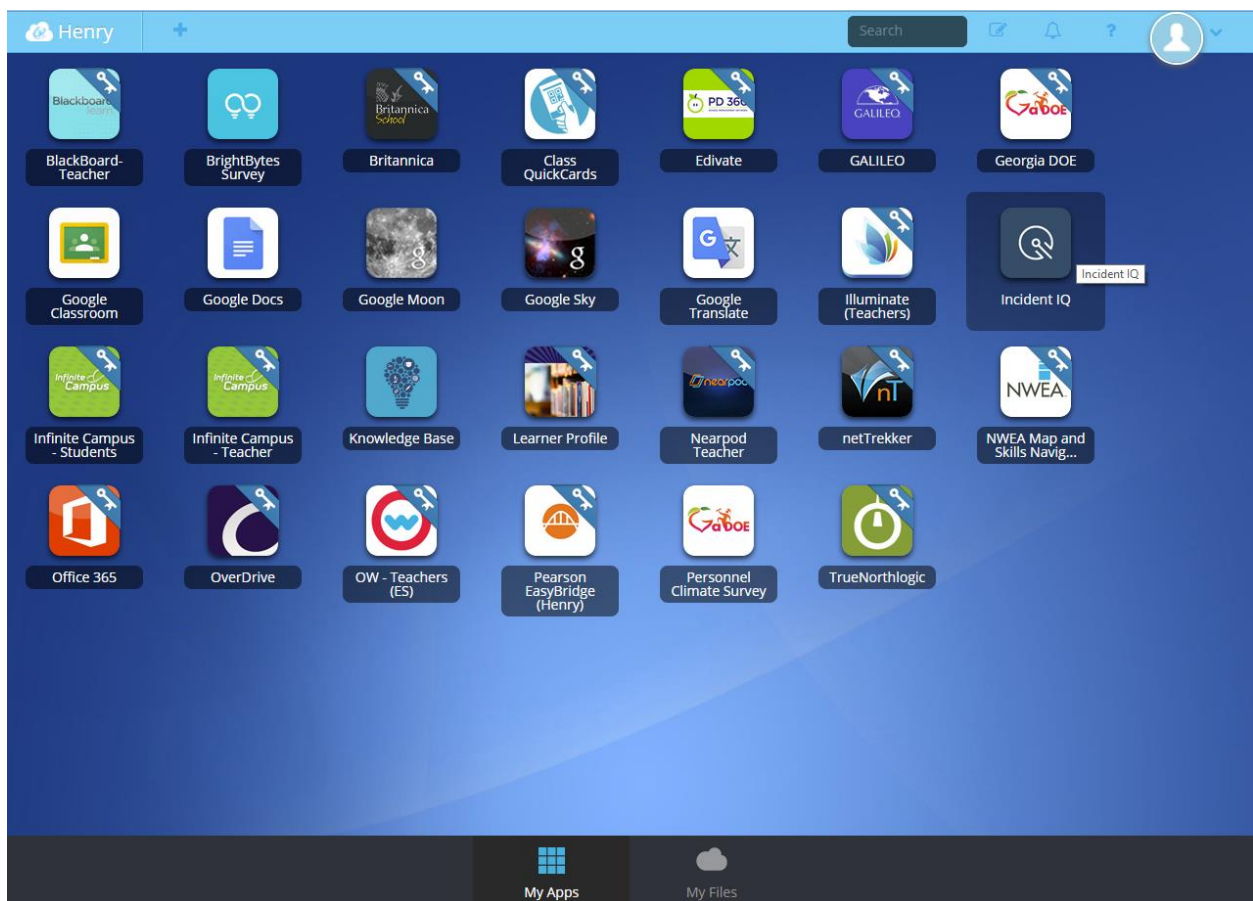 Henry
Search
?
Blackboard
learn
BlackBoard-
Teacher
BrightBytes
Survey
Britannica
School
Britannica
Class
QuickCards
PD 360
Edivate
GALILEO
GALILEO
GaDOE
Georgia DOE
Google
Classroom
Google Docs
g
Google Moon
g
Google Sky
G 文
Google
Translate
Illuminate
(Teachers)
Incident IQ
Incident IQ
Infinite
Campus
Infinite Campus
- Students
Infinite
Campus
Infinite Campus
- Teacher
Knowledge Base
Learner Profile
nearpod
Nearpod
Teacher
nT
netTrekker
NWEA
NWEA Map and
Skills Navig...
Office 365
OverDrive
OW - Teachers
(ES)
Pearson
EasyBridge
(Henry)
GaDOE
Personnel
Climate Survey
TrueNorthlogic
My Apps
My Files